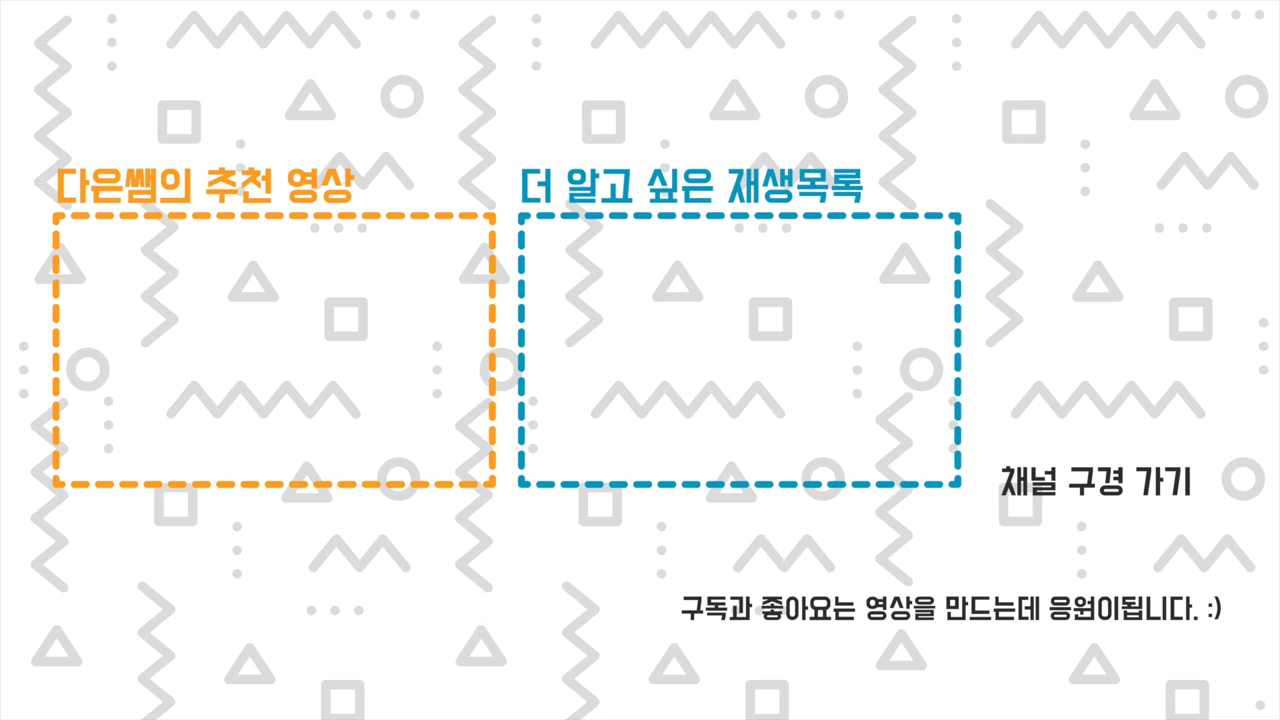 다은쌤의 추천 영상
더 알고 싶은 재생목록
채널 구경 가기
구독과 좋아요는 영상을 만드는데 응원이됩니다. :)